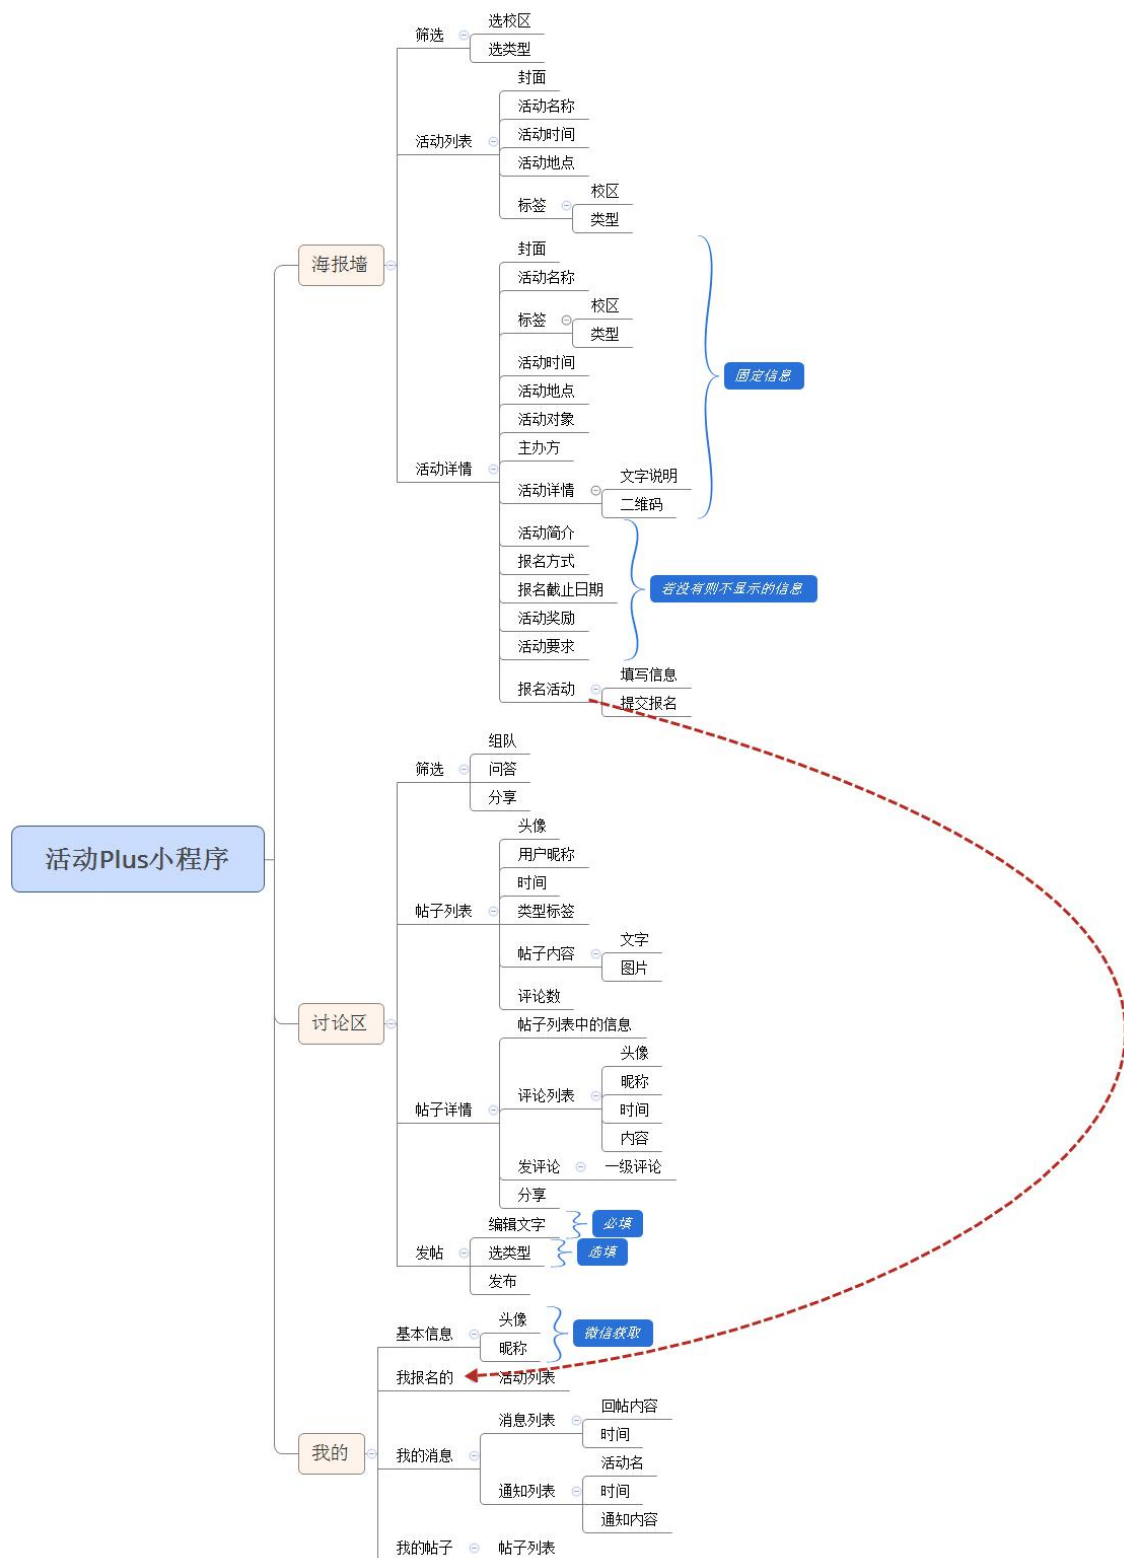 选校区
筛选
选类型
封面
活动名称
活动列表
活动时间
活动地点
校区
标签
类型
海报墙
封面
活动名称
校区
标签
类型
活动时间
固定信息
活动地点
活动对象
主办方
活动详情
文字说明
活动详情
二维码
活动简介
报名方式
报名截止日期
若没有则不显示的信息
活动奖励
活动要求
填写信息
报名活动
提交报名
组队
筛选
问答
分享
头像
活动Plus小程序
用户昵称
时间
帖子列表
类型标签
文字
帖子内容
图片
评论数
讨论区
帖子列表中的信息
头像
昵称
评论列表
帖子详情
时间
内容
发评论
一级评论
分享
编辑文字
必填
发帖
选类型
选填
发布
头像
基本信息
微信获取
昵称
我报名的
活动列表
回帖内容
消息列表
时间
我的
我的消息
活动名
通知列表
时间
通知内容
我的帖子
帖子列表